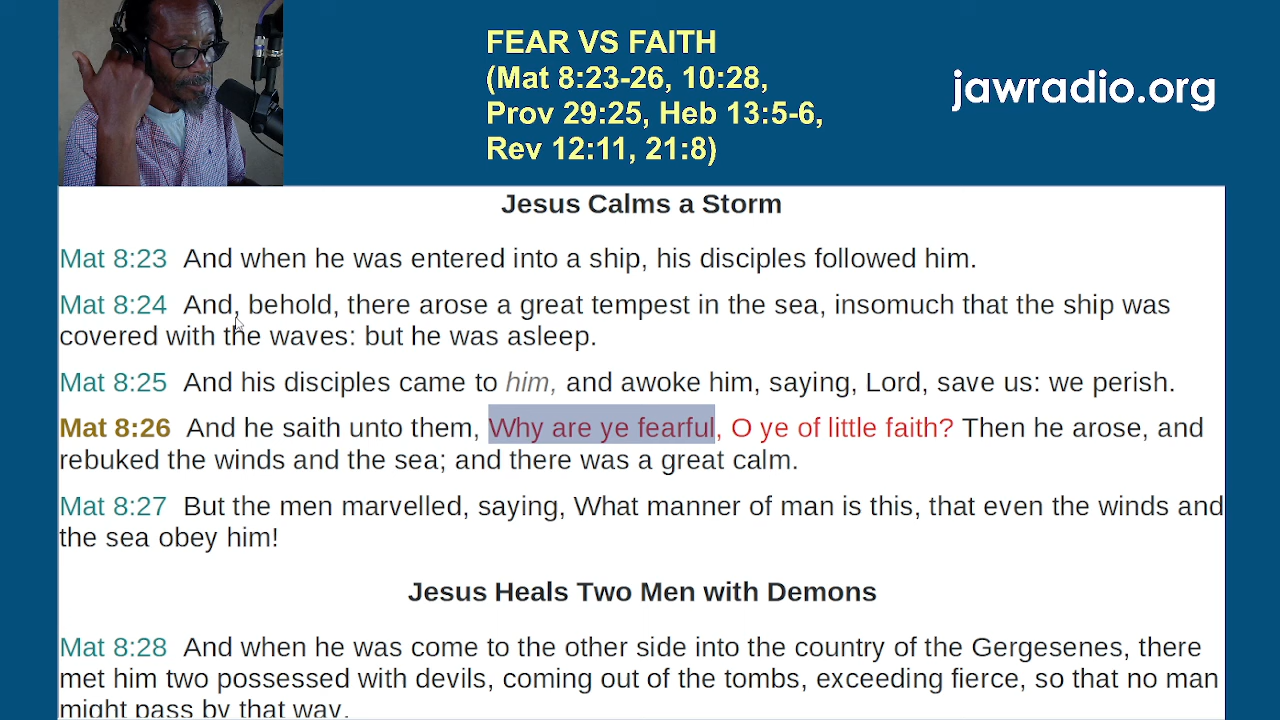 FEAR VS FAITH
(Mat 8:23-26, 10:28,
Prov 29:25, Heb 13:5-6,
Rev 12:11, 21:8)
jawradio.org
Jesus Calms a Storm
Mat 8:23 And when he was entered into a ship, his disciples followed him.
Mat 8:24 And, behold, there arose a great tempest in the sea, insomuch that the ship was
covered with the waves: but he was asleep.
Mat 8:25 And his disciples came to him, and awoke him, saying, Lord, save us: we perish.
Mat 8:26 And he saith unto them, Why are ye fearful, O ye of little faith? Then he arose, and
rebuked the winds and the sea; and there was a great calm.
Mat 8:27 But the men marvelled, saying, What manner of man is this, that even the winds and
the sea obey him!
Jesus Heals Two Men with Demons
Mat 8:28 And when he was come to the other side into the country of the Gergesenes, there
met him two possessed with devils, coming out of the tombs, exceeding fierce, so that no man
might pass by that way.